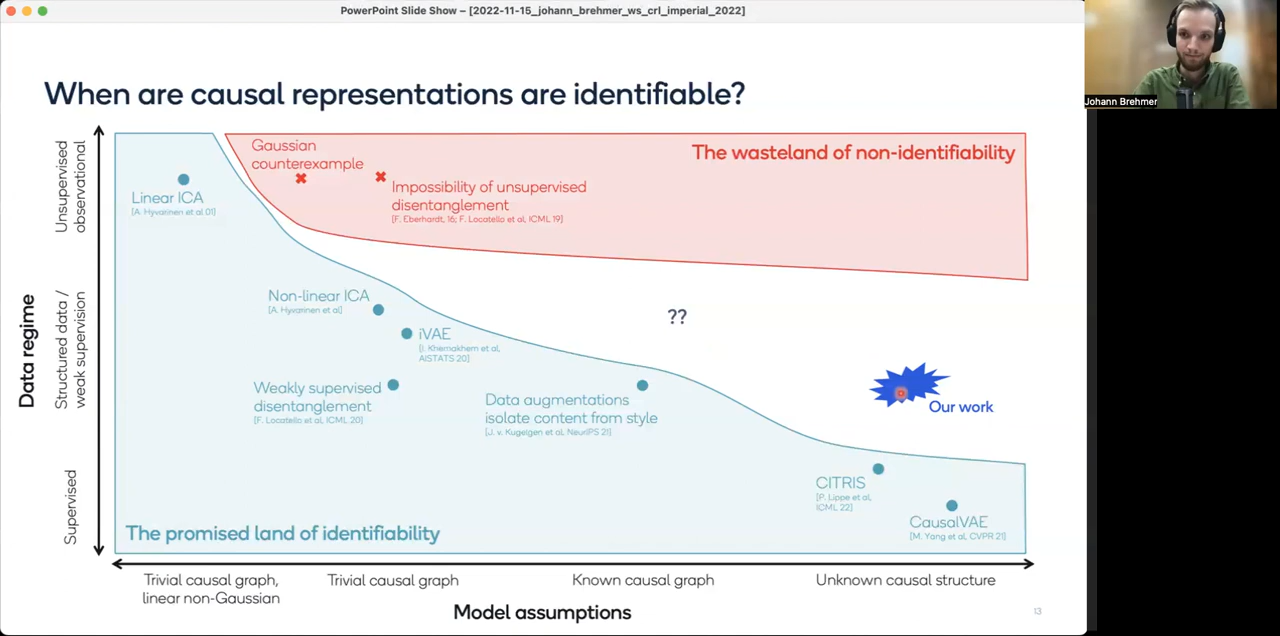 PowerPoint Slide Show – [2022-11-15_johann_brehmer_ws_crl_imperial_2022]
Johann Brehmer
When are causal representations are identifiable?
Unsupervised
observational
Structured data /
weak supervision
Supervised
Data regime
Linear ICA
[A. Hyvarinen et al 01]
Gaussian
counterexample
Impossibility of unsupervised
disentanglement
[F. Eberhardt, 16; F. Locatello et al, ICML 19]
The wasteland of non-identifiability
Non-linear ICA
[A. Hyvarinen et al]
iVAE
[I. Khemakhem et al,
AISTATS 20]
??
Weakly supervised
disentanglement
[F. Locatello et al, ICML 20]
Data augmentations
isolate content from style
[J. v. Kugelgen et al, NeurIPS 21]
Our work
CITRIS
[P. Lippe et al,
ICML 22]
CausalVAE
[M. Yang et al, CVPR 21]
The promised land of identifiability
Trivial causal graph,
linear non-Gaussian
Trivial causal graph
Known causal graph
Unknown causal structure
Model assumptions
13